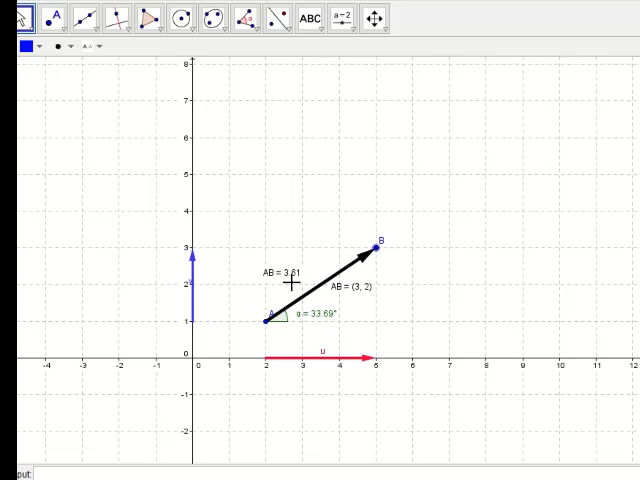 A ABC a=2
AA
8
7
6
5
4
3 B
AB = 3.61
2 AB = (3, 2)
A α = 33.69°
1
u
0
-4 -3 -2 -1 0 1 2 3 4 5 6 7 8 9 10 11 12
-1
-2
put: